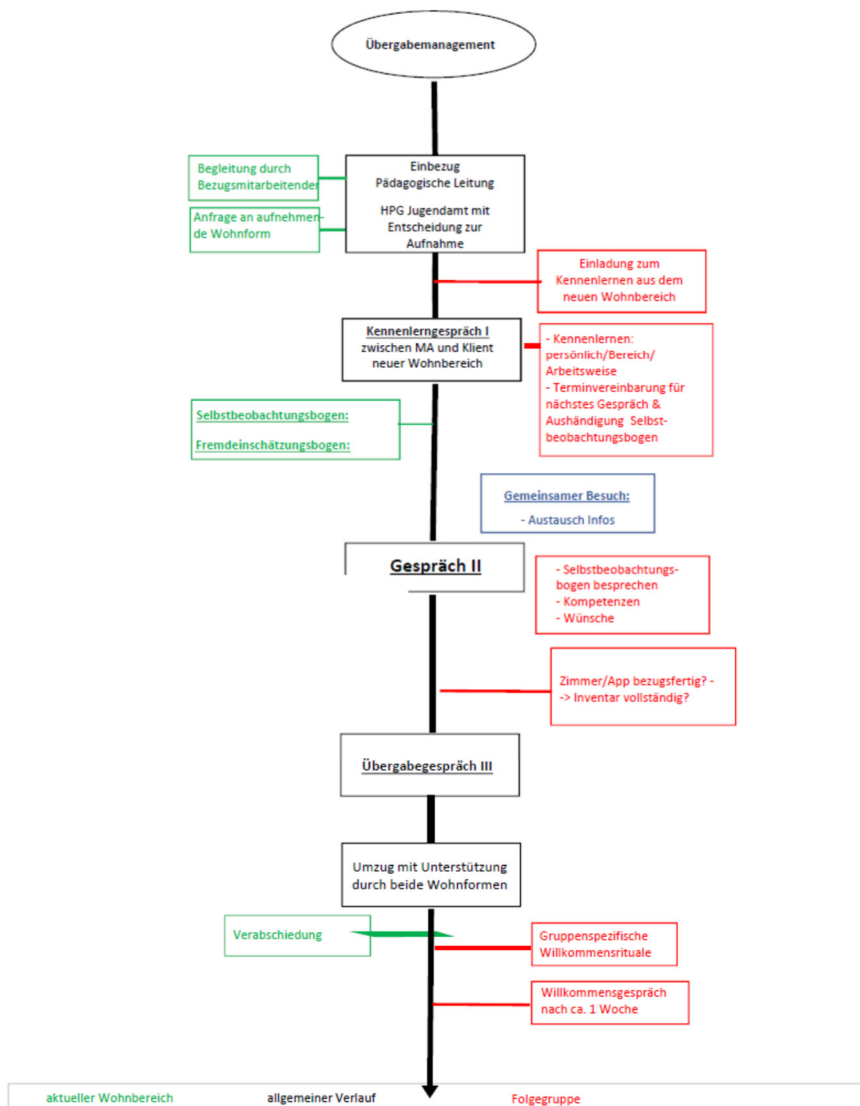 Übergabemanagement
Begleitung durch
Bezugsmitarbeitender
Anfrage an aufnehmen-
de Wohnform
Einbezug
Pädagogische Leitung
HPG Jugendamt mit
Entscheidung zur
Aufnahme
Einladung zum
Kennenlernen aus dem
neuen Wohnbereich
Kennenlerngespräch I
zwischen MA und Klient
neuer Wohnbereich
- Kennenlernen:
persönlich/Bereich/
Arbeitsweise
- Terminvereinbarung für
nächstes Gespräch &
Aushändigung Selbst-
beobachtungsbogen
Selbstbeobachtungsbogen:
Fremdeinschätzungsbogen:
Gemeinsamer Besuch:
- Austausch Infos
Gespräch II
- Selbstbeobachtungs-
bogen besprechen
- Kompetenzen
- Wünsche
Zimmer/App bezugsfertig? -
-> Inventar vollständig?
Übergabegespräch III
Umzug mit Unterstützung
durch beide Wohnformen
Verabschiedung
Gruppenspezifische
Willkommensrituale
Willkommensgespräch
nach ca. 1 Woche
aktueller Wohnbereich allgemeiner Verlauf Folgegruppe